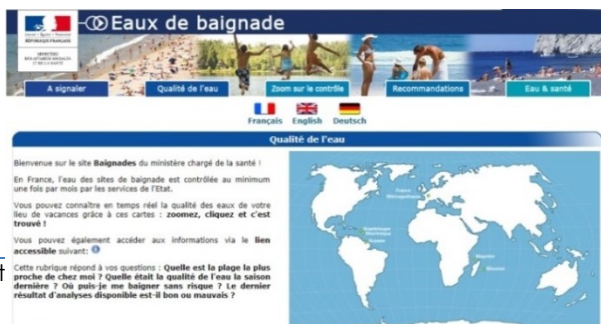 Eaux de baignade
RÉPUBLIQUE FRANÇAISE
A signaler
Qualité de l'eau
Zoom sur le contrôle
Recommandations
Eau & santé
Français English Deutsch
Qualité de l'eau
Bienvenue sur le site Baignades du ministère chargé de la santé !
En France, l'eau des sites de baignade est contrôlée au minimum
une fois par mois par les services de l'Etat.
Vous pouvez connaître en temps réel la qualité des eaux de votre
lieu de vacances grâce à ces cartes : zoomez, cliquez et c'est
trouvé !
Vous pouvez également accéder aux informations via le lien
accessible suivant:
Cette rubrique répond à vos questions : Quelle est la plage la plus
proche de chez moi ? Quelle était la qualité de l'eau la saison
dernière ? Où puis-je me baigner sans risque ? Le dernier
résultat d'analyses disponible est-il bon ou mauvais ?
France
Métropolitaine
Guadeloupe
Martinique
Guyane
Mayotte
Réunion